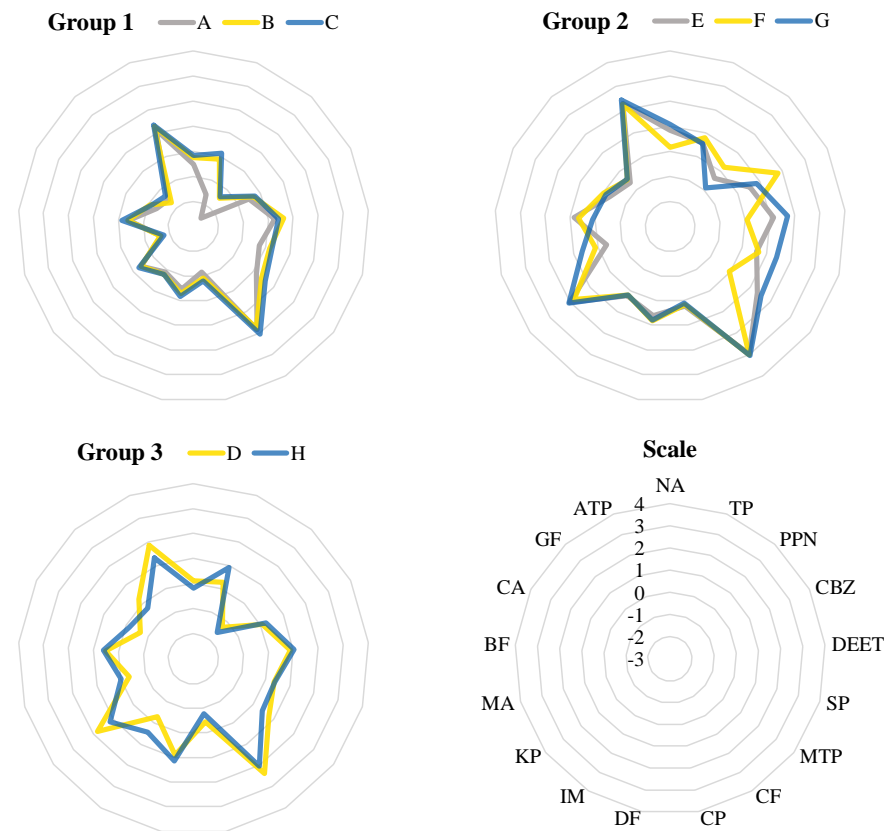 Group 1 A B C
Group 2 E F G
Group 3 D H
Scale
NA
ATP
TP
GF
PPN
CA
CBZ
BF
DEET
MA
SP
KP
MTP
IM
CF
DF
CP
4
3
2
1
0
-1
-2
-3